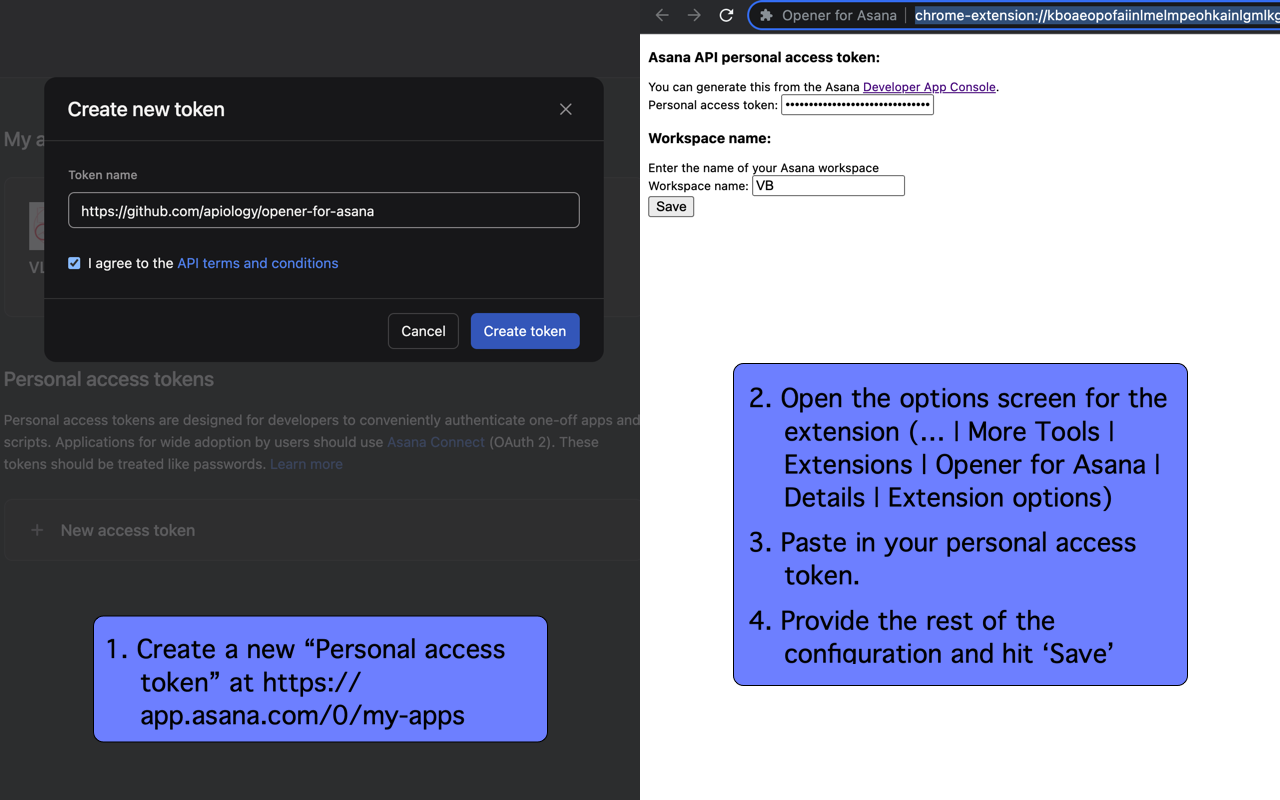 Create new token
My a
Token name
https://github.com/apiology/opener-for-asana
I agree to the API terms and conditions
VL
Cancel
Create token
Personal access tokens
Personal access tokens are designed for developers to conveniently authenticate one-off apps and
scripts. Applications for wide adoption by users should use Asana Connect (OAuth 2). These
tokens should be treated like passwords. Learn more
+ New access token
1. Create a new “Personal access
token” at https://
app.asana.com/0/my-apps
Opener for Asana | chrome-extension://kboaeopofaiinlmelmpeohkainlgmlkg
Asana API personal access token:
You can generate this from the Asana Developer App Console.
Personal access token: ••••••••••••••••••••••••••••••
Workspace name:
Enter the name of your Asana workspace
Workspace name: VB
Save
2. Open the options screen for the
extension (... | More Tools |
Extensions | Opener for Asana |
Details | Extension options)
3. Paste in your personal access
token.
4. Provide the rest of the
configuration and hit ‘Save’